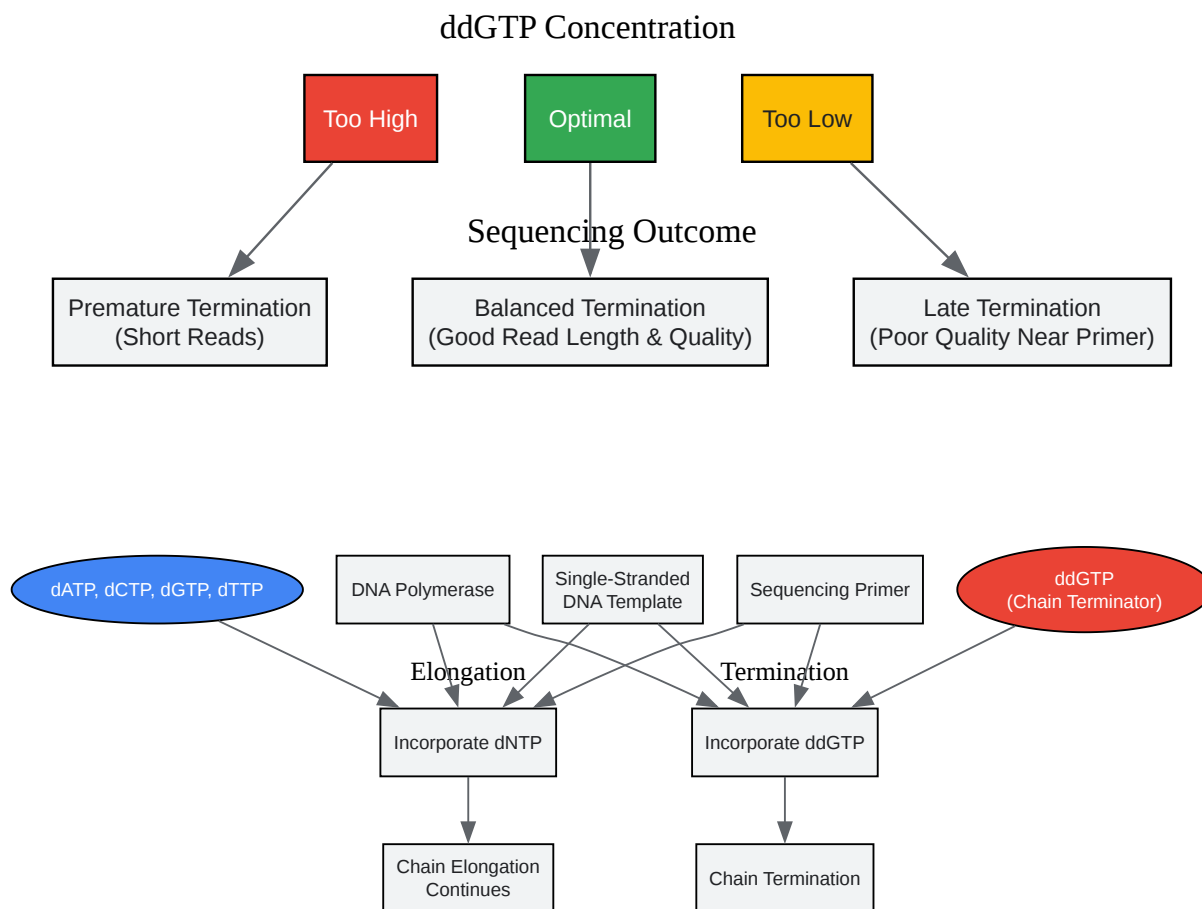 ddGTP Concentration
Too High
Optimal
Too Low
Sequencing Outcome
Premature Termination
(Short Reads)
Balanced Termination
(Good Read Length & Quality)
Late Termination
(Poor Quality Near Primer)
dATP, dCTP, dGTP, dTTP
DNA Polymerase
Single-Stranded
DNA Template
Sequencing Primer
ddGTP
(Chain Terminator)
Elongation
Termination
Incorporate dNTP
Incorporate ddGTP
Chain Elongation
Continues
Chain Termination